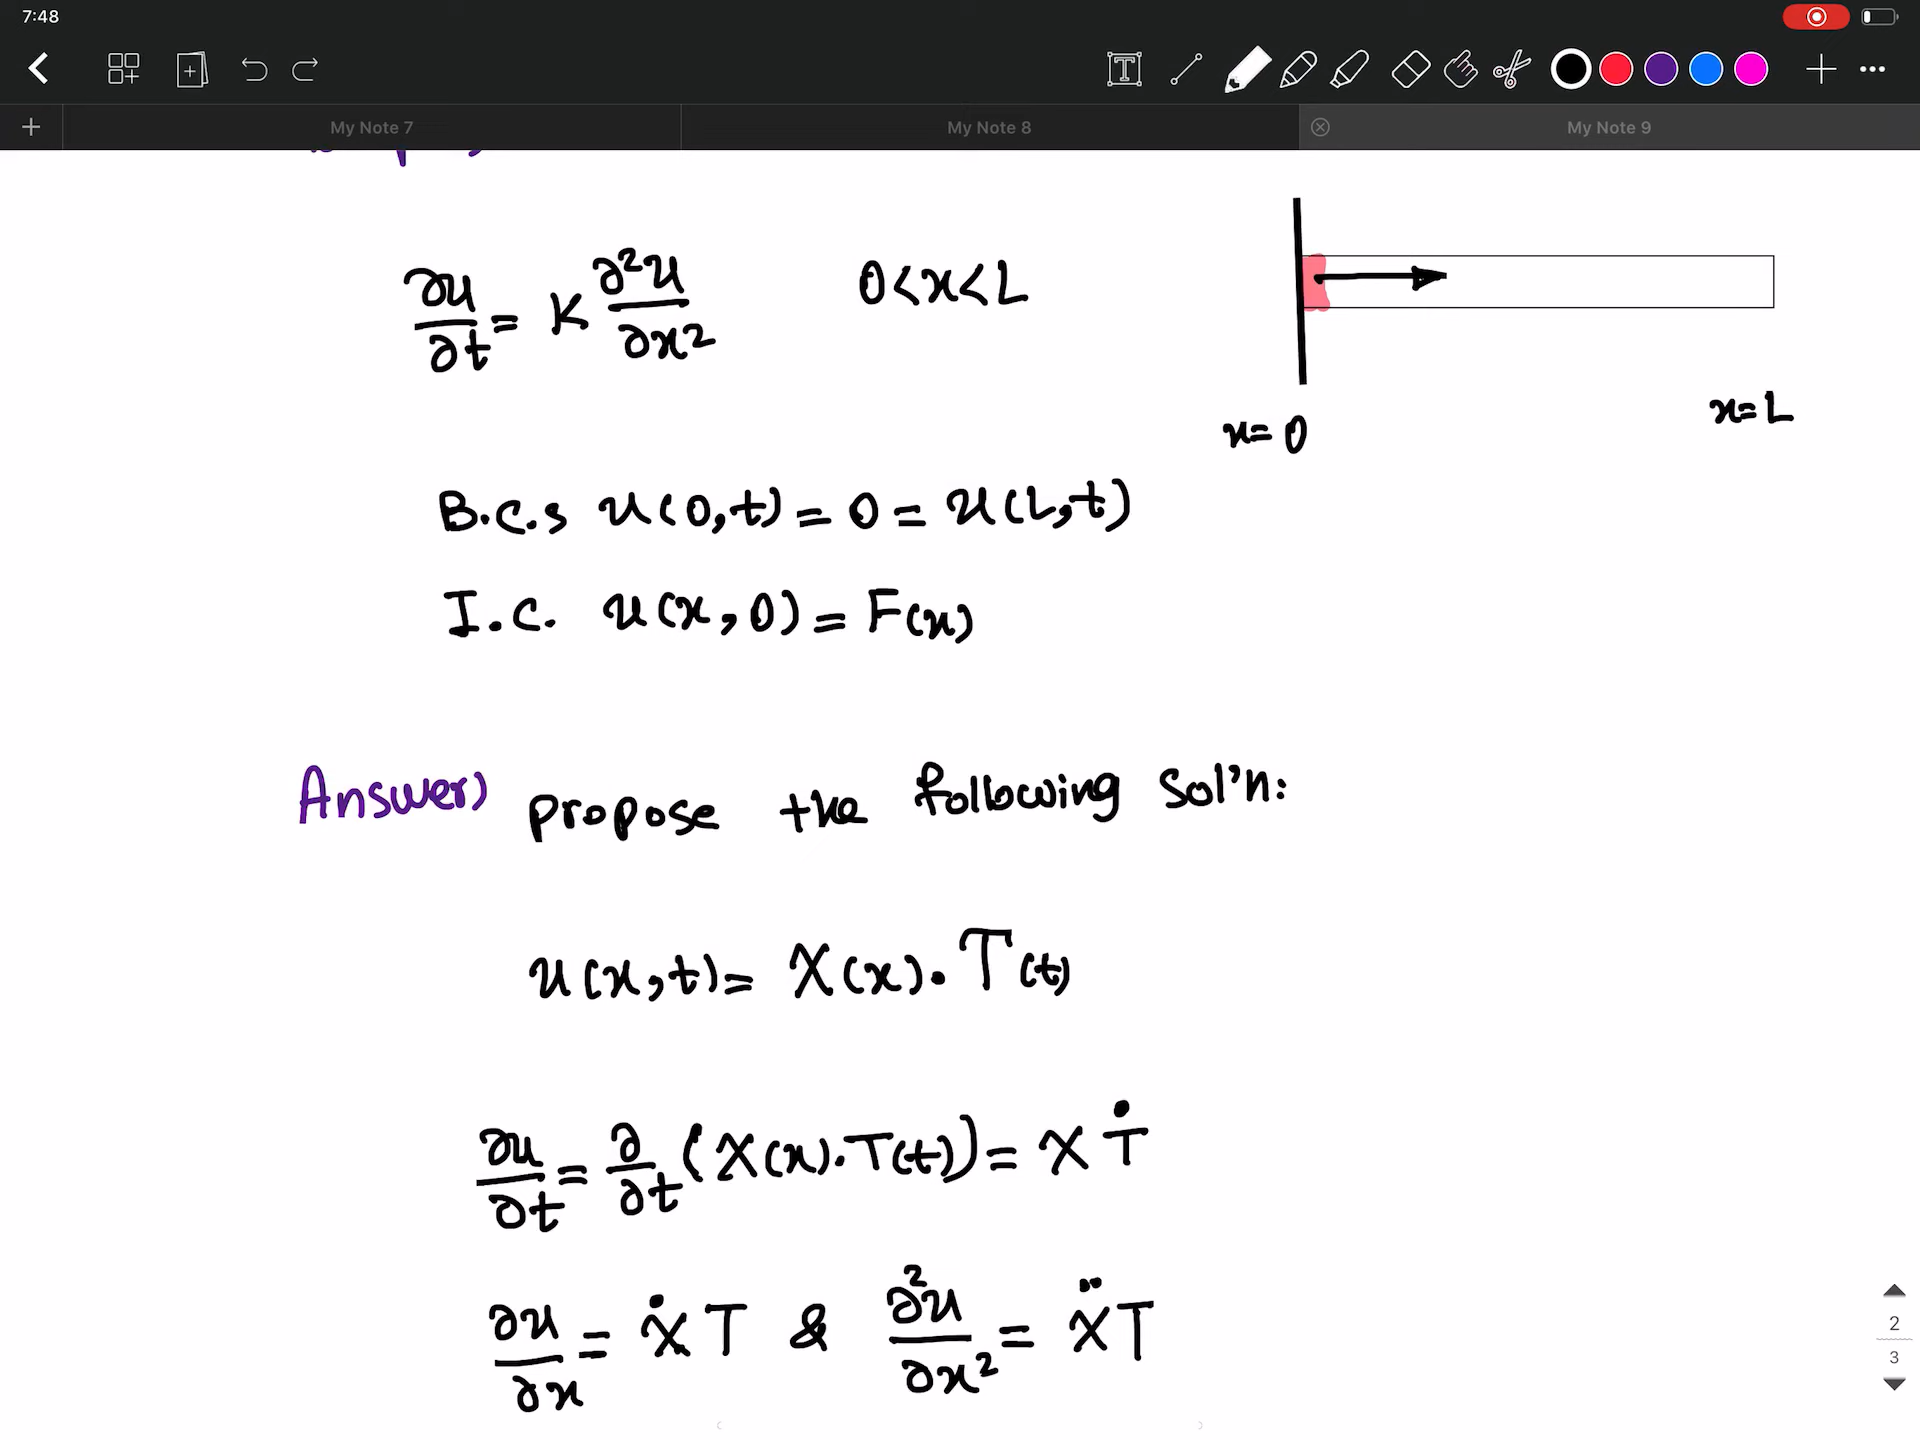 7:48
My Note 7
My Note 8
My Note 9
∂u/∂t = K ∂²u/∂x² 0<x<L
x=0
x=L
B.C.s u(0,t) = 0 = u(L,t)
I.C. u(x,0) = F(x)
Answer) propose the following sol'n:
u(x,t) = X(x) . T(t)
∂u/∂t = ∂/∂t (X(x).T(t)) = X Ṫ
∂u/∂x = Ẋ T & ∂²u/∂x² = Ẍ T
2
3